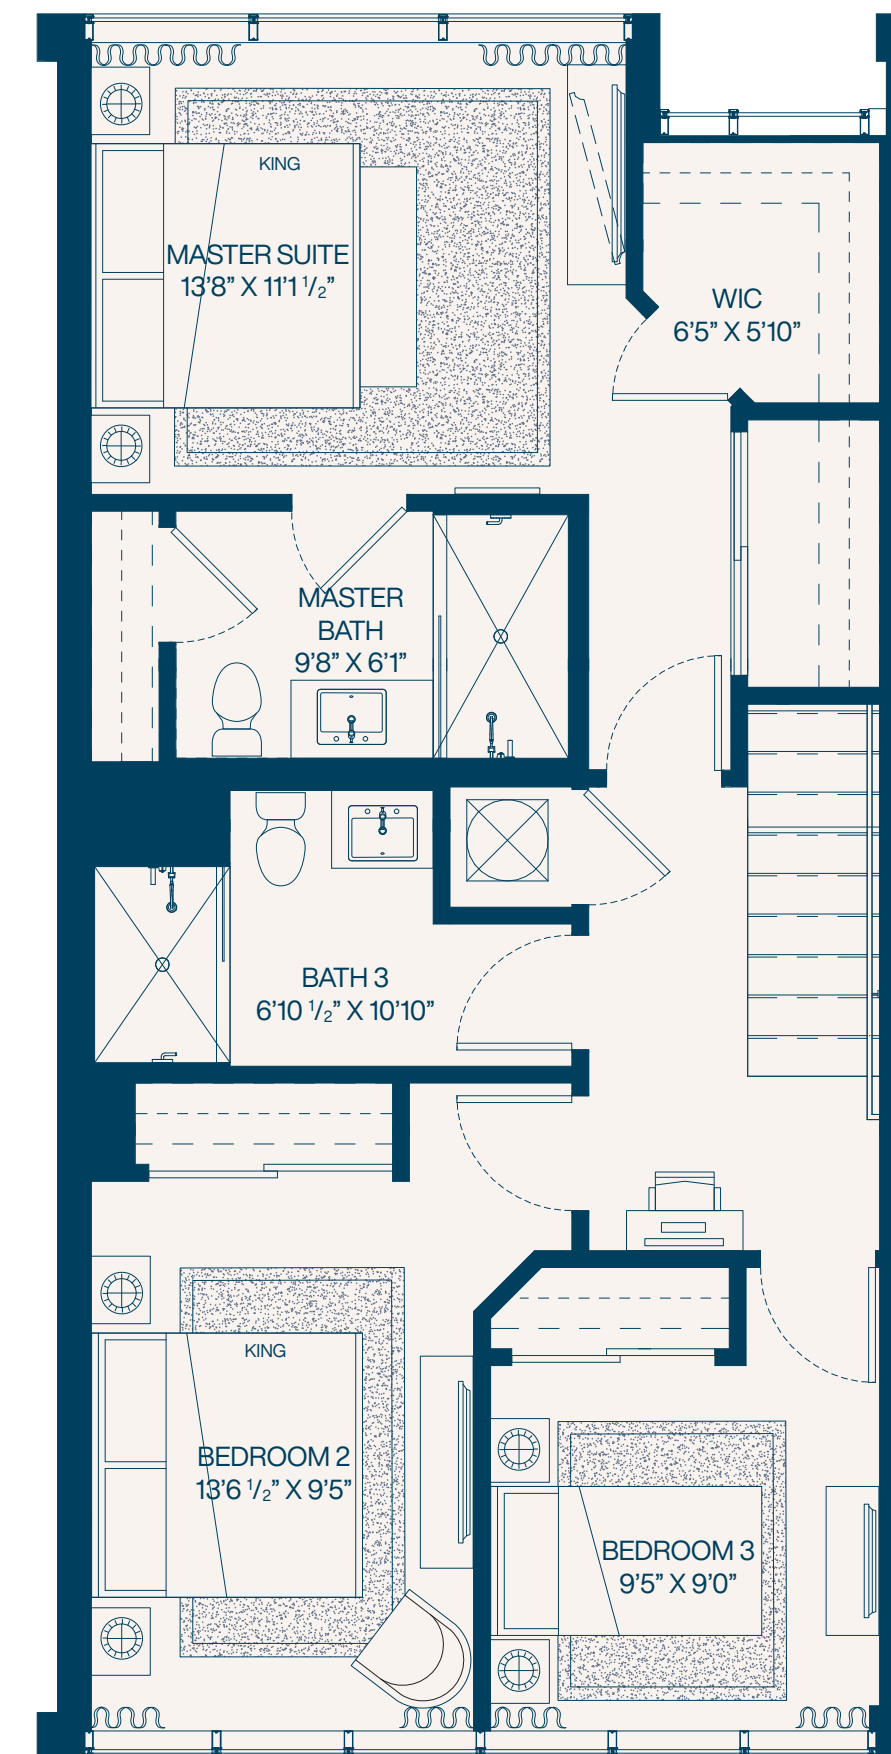 KING
MASTER SUITE
13’8” X 11’1 1/2”
WIC
6’5” X 5’10”
MASTER
BATH
9’8” X 6’1”
BATH 3
6’10 1/2” X 10’10”
KING
BEDROOM 2
13’6 1/2” X 9’5”
BEDROOM 3
9’5” X 9’0”